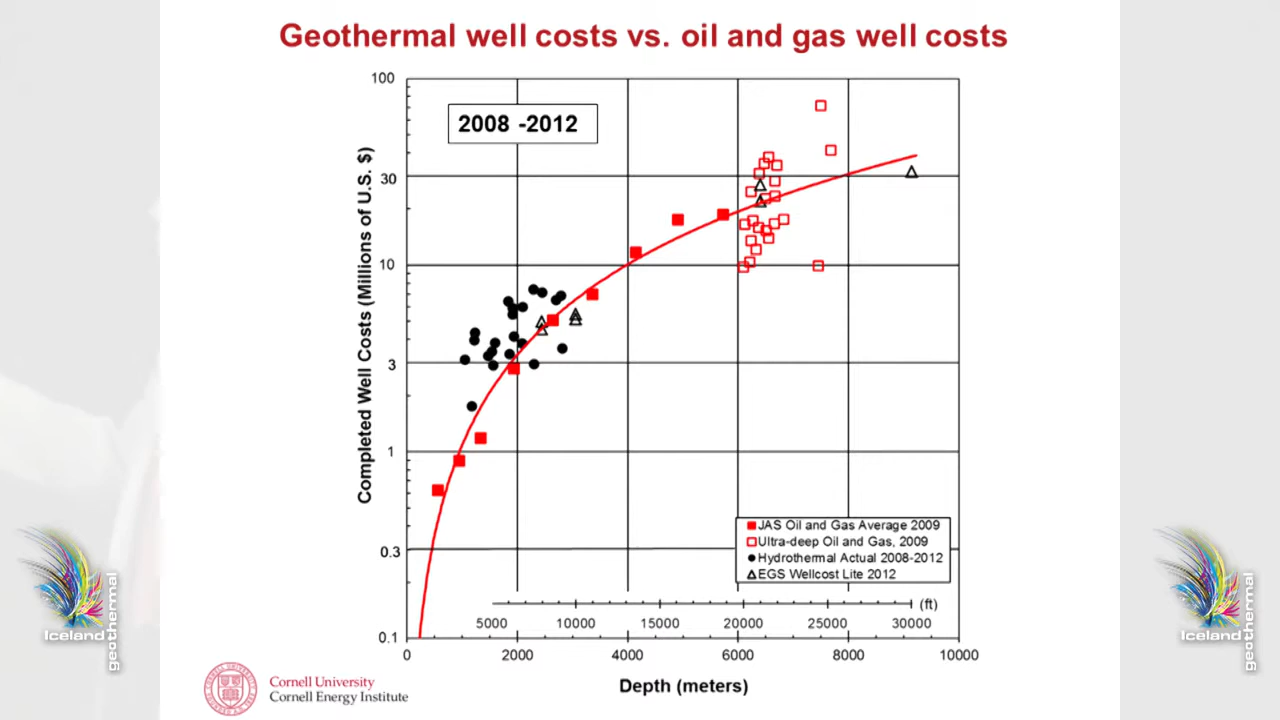 Geothermal well costs vs. oil and gas well costs
100
30
10
3
1
0.3
0.1
Completed Well Costs (Millions of U.S. $)
2008 -2012
JAS Oil and Gas Average 2009
Ultra-deep Oil and Gas, 2009
Hydrothermal Actual 2008-2012
EGS Wellcost Lite 2012
(ft)
5000 10000 15000 20000 25000 30000
0 2000 4000 6000 8000 10000
Depth (meters)
Cornell University
Cornell Energy Institute
Iceland
geothermal
Iceland
geothermal